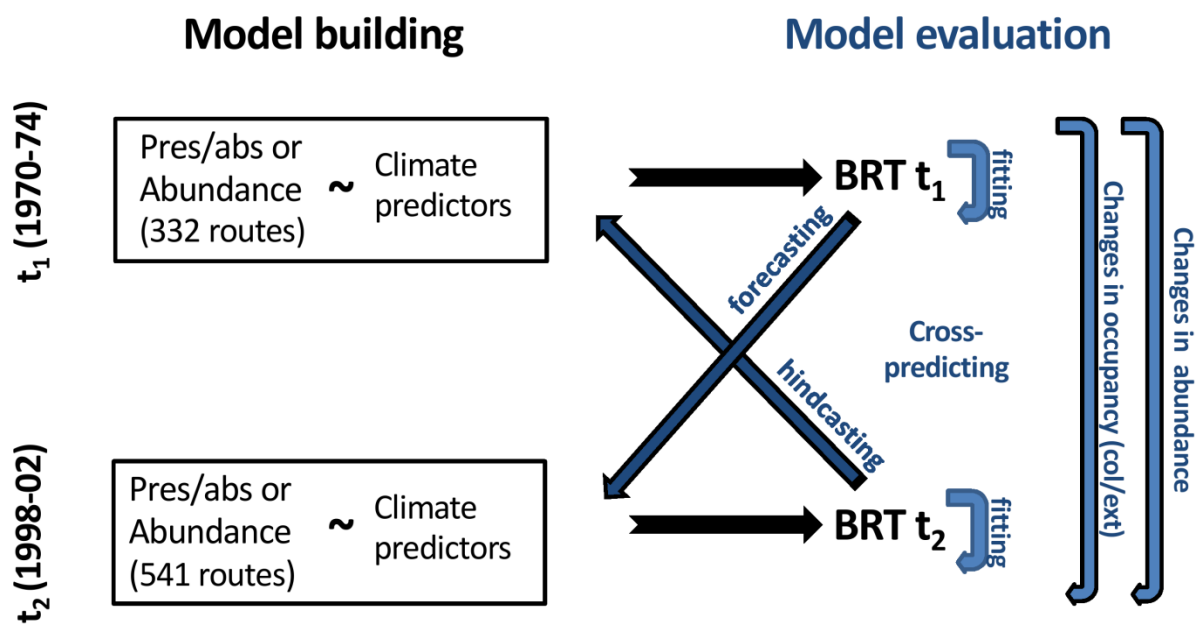 Model building
Model evaluation
t1 (1970-74)
Pres/abs or
Abundance
(332 routes)
~
Climate
predictors
BRT t1
fitting
forecasting
hindcasting
Cross-
predicting
Changes in occupancy (col/ext)
Changes in abundance
t2 (1998-02)
Pres/abs or
Abundance
(541 routes)
~
Climate
predictors
BRT t2
fitting